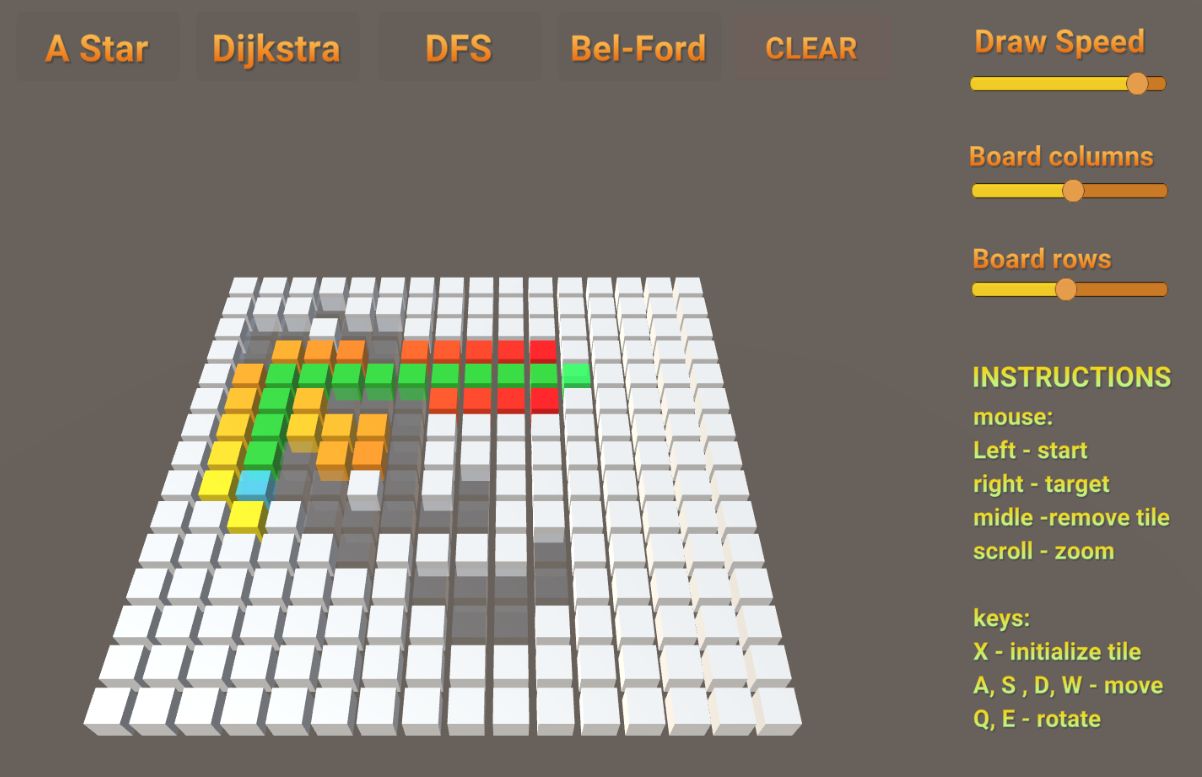 A Star
Dijkstra
DFS
Bel-Ford
CLEAR
Draw Speed
Board columns
Board rows
INSTRUCTIONS
mouse:
Left - start
right - target
midle -remove tile
scroll - zoom
keys:
X - initialize tile
A, S , D, W - move
Q, E - rotate